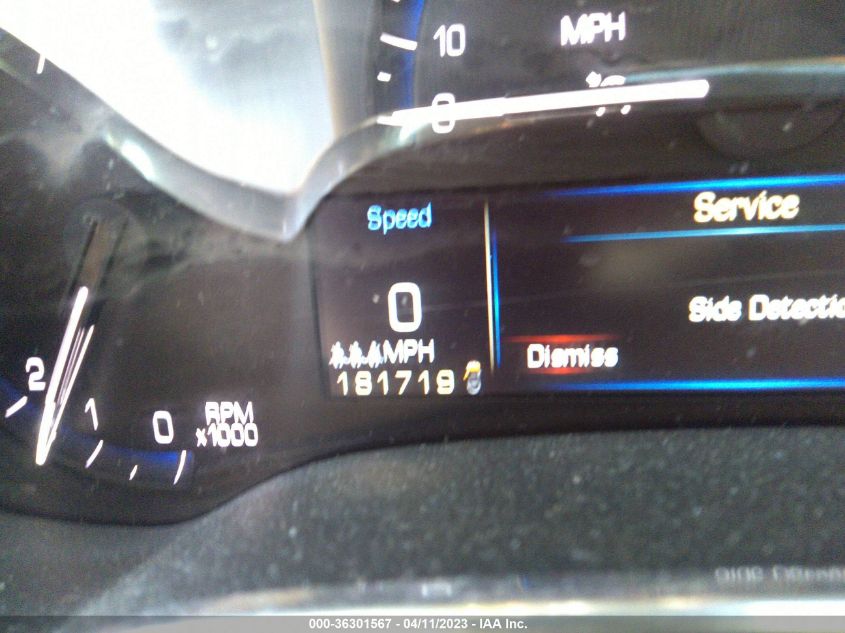 10
MPH
0
Speed
Service
0
Side Detectio
MPH
Dismiss
181719
2
1
0
RPM
x1000
000-36301567 - 04/11/2023 - IAA Inc.